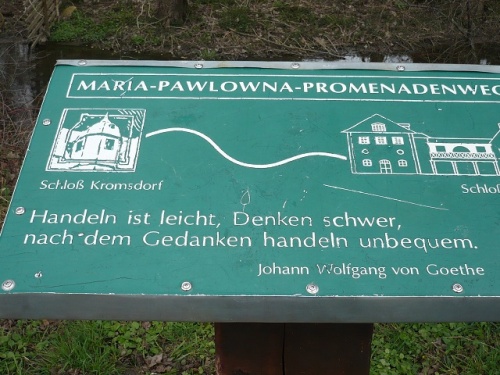 MARIA-PAWLOWNA-PROMENADENWEG
Schloß Kromsdorf
Schloß
Handeln ist leicht, Denken schwer,
nach dem Gedanken handeln unbequem.
Johann Wolfgang von Goethe